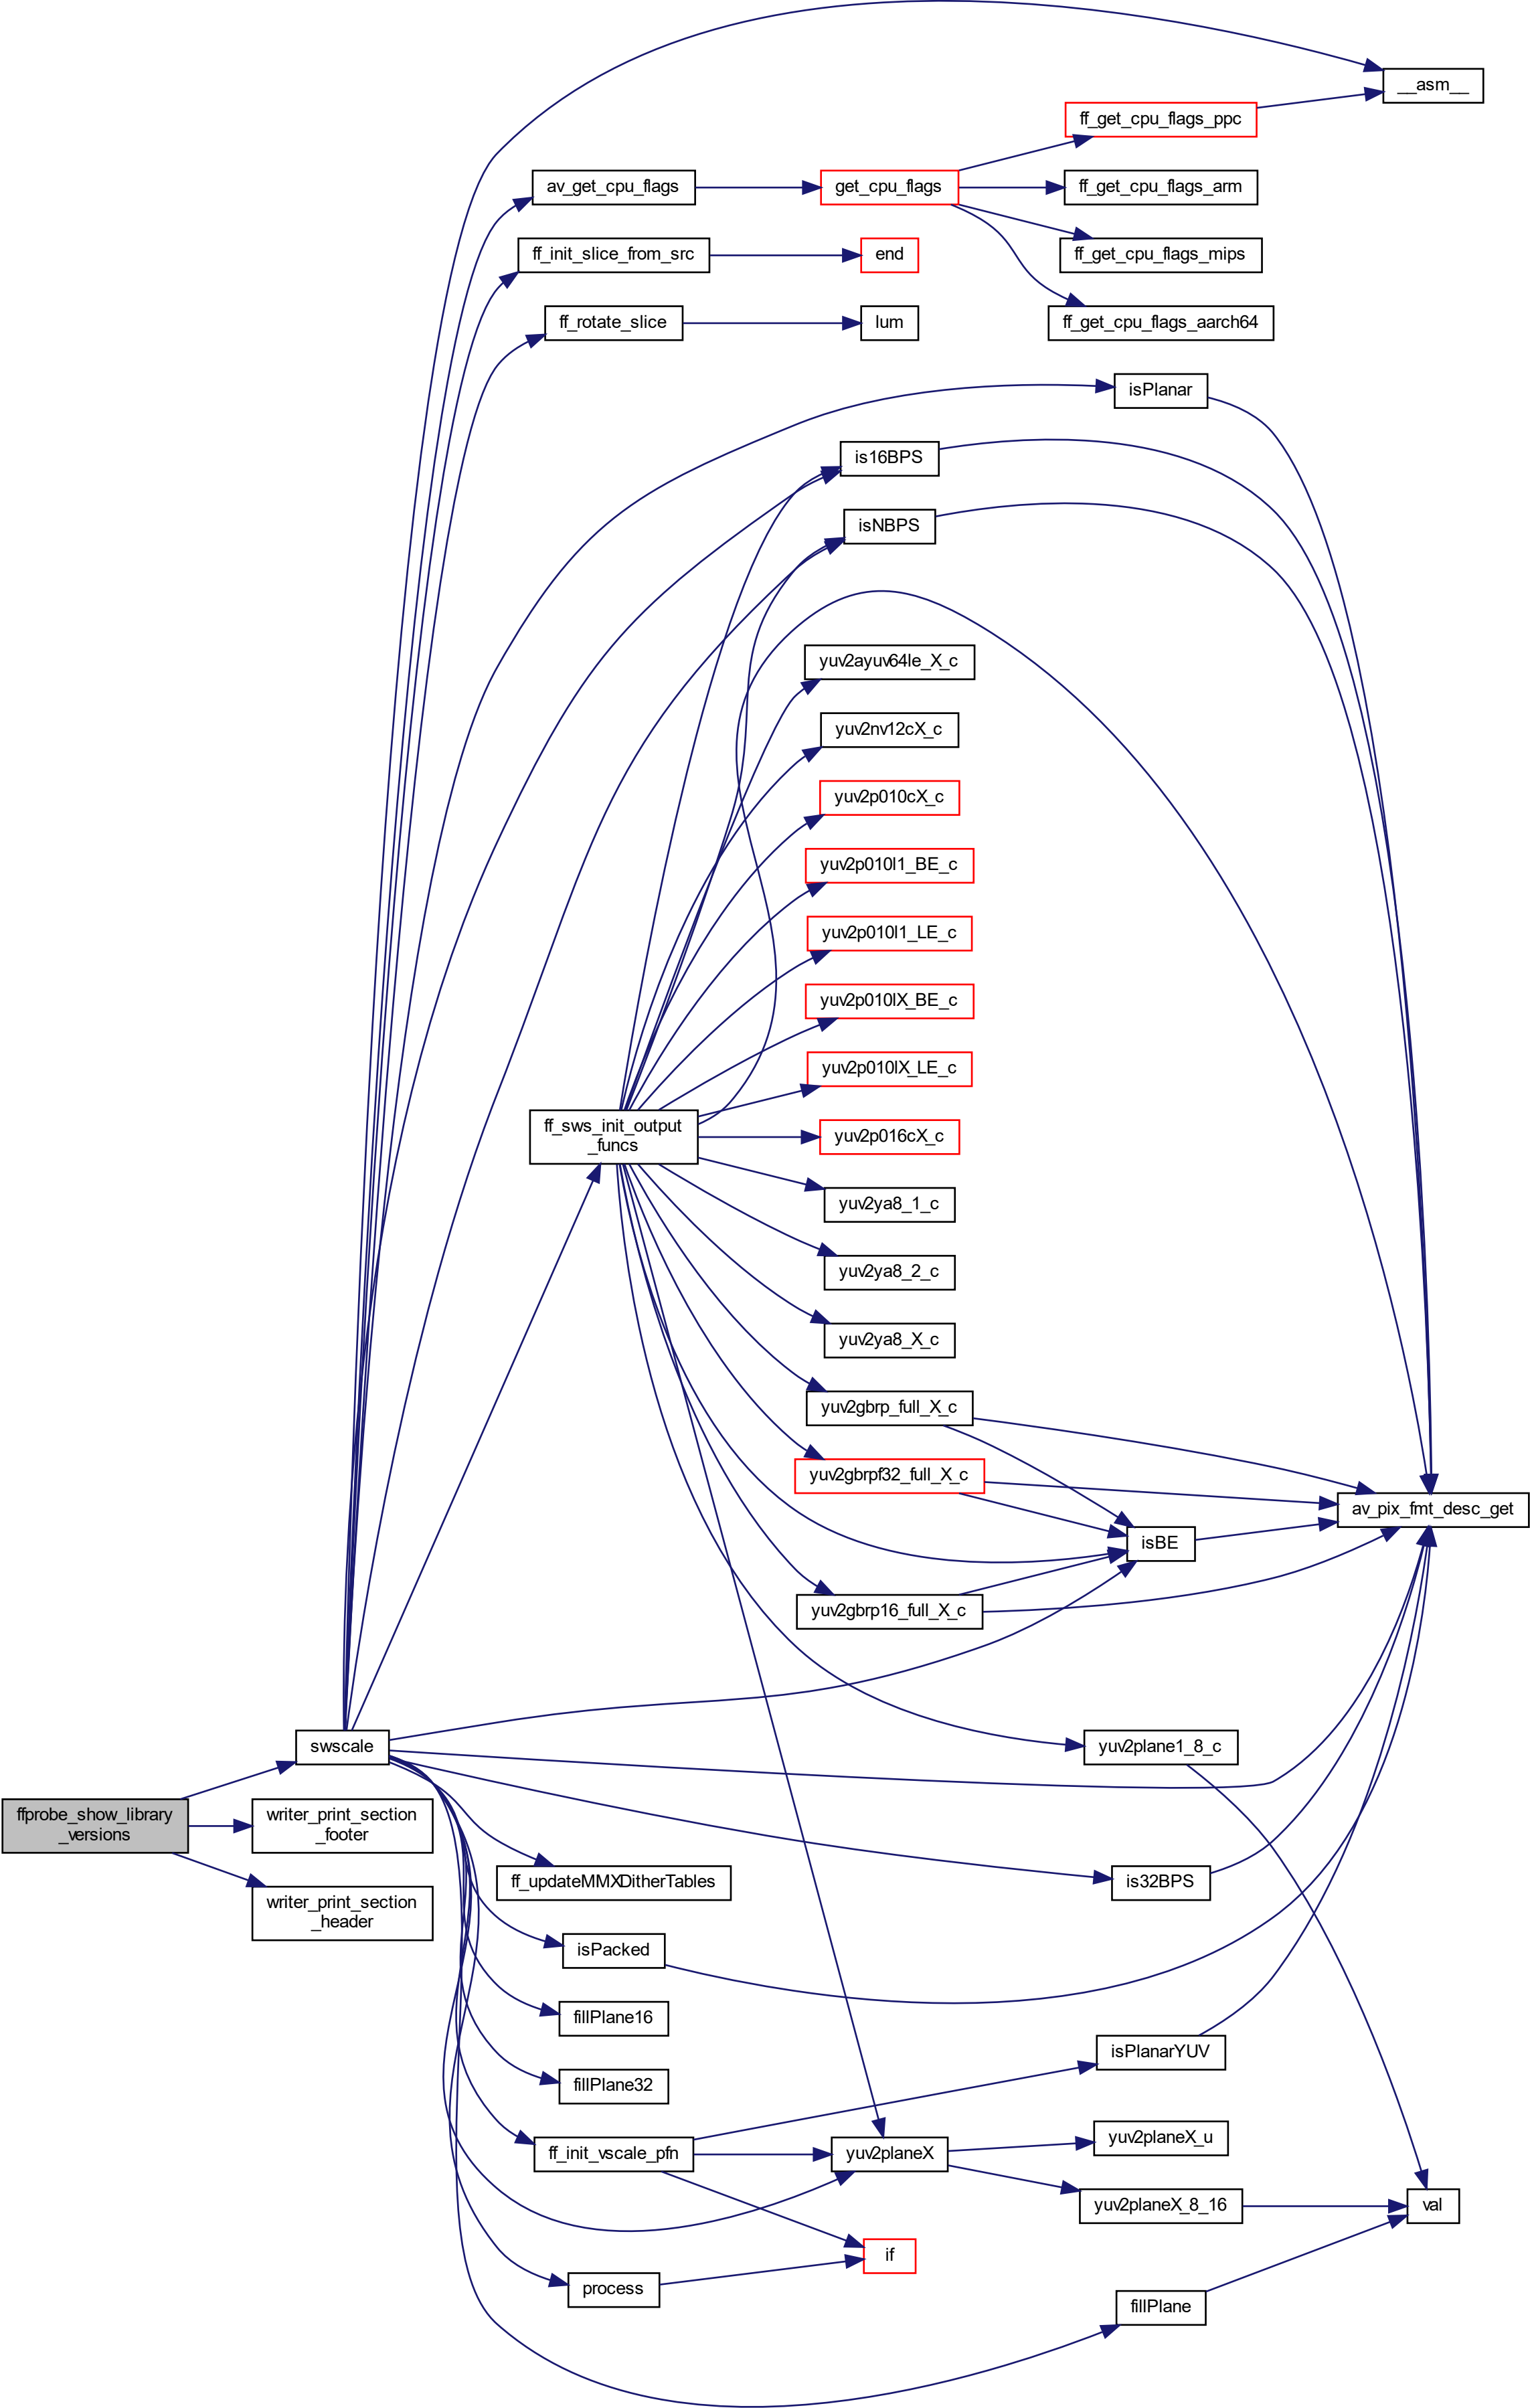 __asm__
ff_get_cpu_flags_ppc
av_get_cpu_flags
get_cpu_flags
ff_get_cpu_flags_arm
ff_init_slice_from_src
end
ff_get_cpu_flags_mips
ff_rotate_slice
lum
ff_get_cpu_flags_aarch64
isPlanar
is16BPS
isNBPS
yuv2ayuv64le_X_c
yuv2nv12cX_c
yuv2p010cX_c
yuv2p010l1_BE_c
yuv2p010l1_LE_c
yuv2p010lX_BE_c
yuv2p010lX_LE_c
ff_sws_init_output
_funcs
yuv2p016cX_c
yuv2ya8_1_c
yuv2ya8_2_c
yuv2ya8_X_c
yuv2gbrp_full_X_c
yuv2gbrpf32_full_X_c
av_pix_fmt_desc_get
isBE
yuv2gbrp16_full_X_c
swscale
yuv2plane1_8_c
ffprobe_show_library
_versions
writer_print_section
_footer
ff_updateMMXDitherTables
is32BPS
writer_print_section
_header
isPacked
fillPlane16
isPlanarYUV
fillPlane32
ff_init_vscale_pfn
yuv2planeX
yuv2planeX_u
yuv2planeX_8_16
val
if
process
fillPlane